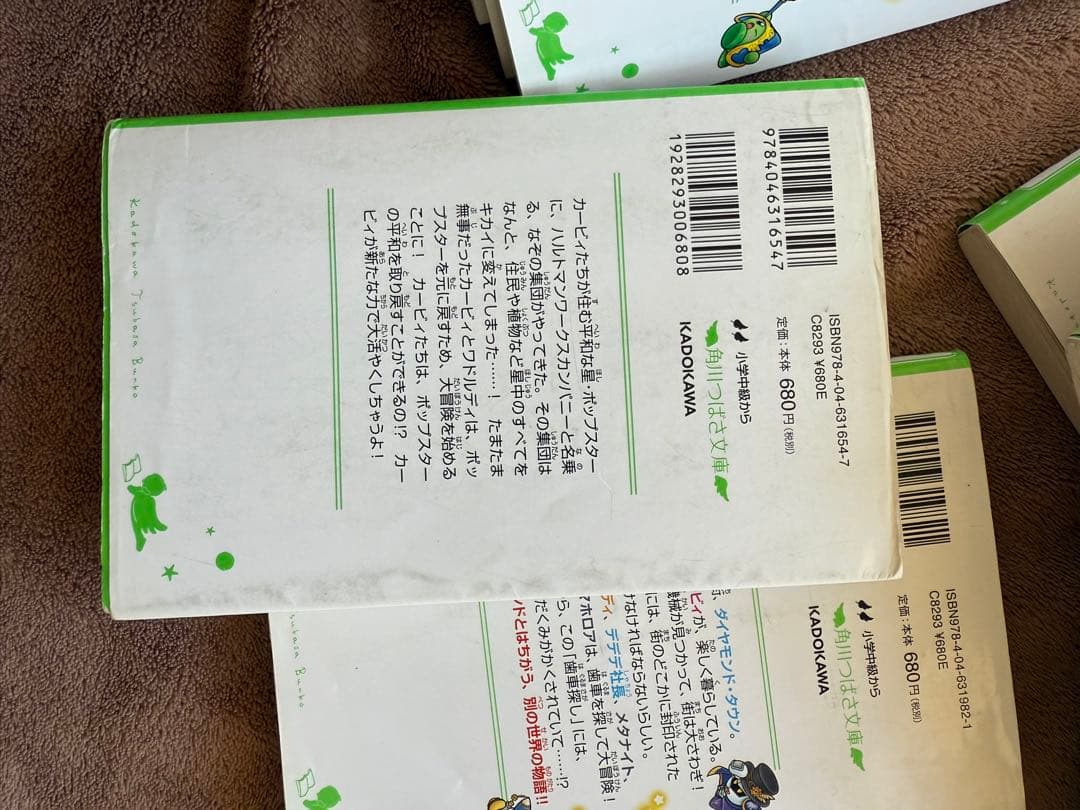 9784046316547
1928293006808
ISBN978-4-04-631654-7
C8293 ¥680E
定価：本体680円（税別）
小学中級から
角川つばさ文庫
KADOKAWA
カービィたちが住む平和な星・ポップスター
に、ハルトマンワークスカンパニーと名乗
る、なぞの集団がやってきた。その集団は
なんと、住民や植物など星中のすべてを
キカイに変えてしまった……！　たまたま
無事だったカービィとワドルディは、ポッ
プスターを元に戻すため、大冒険を始める
ことに！　カービィたちは、ポップスター
の平和を取り戻すことができるの!?　カー
ビィが新たな力で大活やくしちゃうよ！
Kadokawa Tsubasa Bunko
ISBN978-4-04-631982-1
C8293 ¥680E
定価：本体680円（税別）
小学中級から
角川つばさ文庫
KADOKAWA
、ダイヤモンド・タウン。
ビィが、楽しく暮らしている。
機械が見つかって、街は大さわぎ！
には、街のどこかに封印された
けなければならないらしい。
ディ、デデデ社長、メタナイト
マホロアは、歯車を探して大冒険！
ら、この「歯車探し」には、
だくみがかくされていて……!?
ドとはちがう、別の世界の物語!!
Tsubasa Bunko